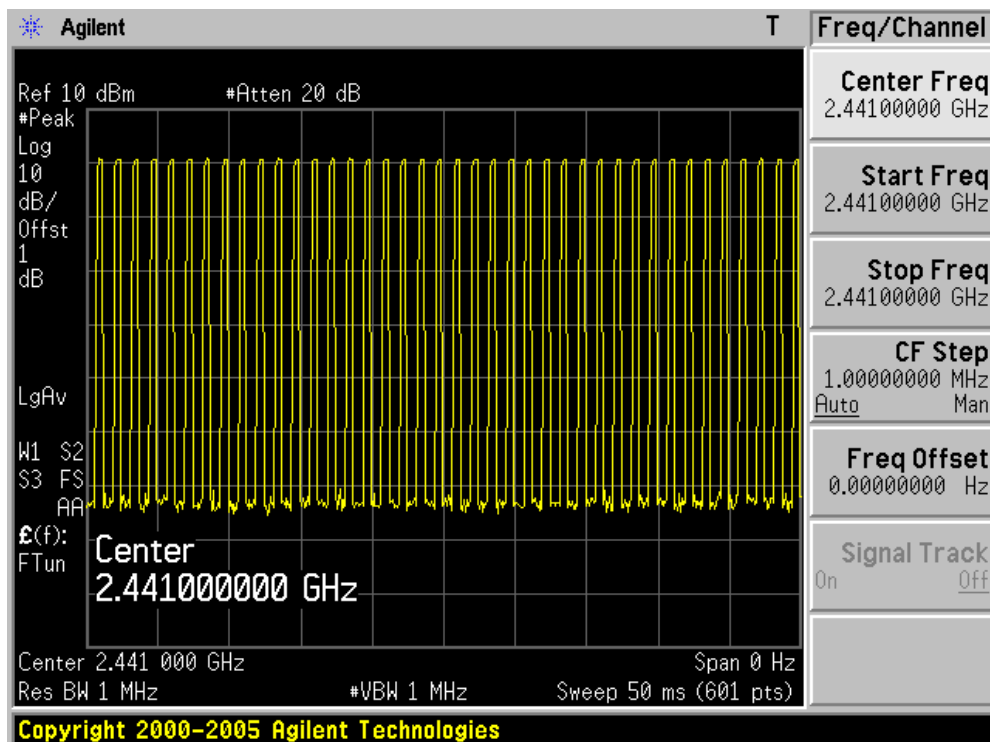 Agilent T
Ref 10 dBm #Atten 20 dB
#Peak
Log
10
dB/
Offst
1
dB
LgAv
W1 S2
S3 FS
AA
£(f):
FTun
Center
2.441000000 GHz
Center 2.441 000 GHz Span 0 Hz
Res BW 1 MHz #VBW 1 MHz Sweep 50 ms (601 pts)
Copyright 2000-2005 Agilent Technologies
Freq/Channel
Center Freq
2.44100000 GHz
Start Freq
2.44100000 GHz
Stop Freq
2.44100000 GHz
CF Step
1.00000000 MHz
Auto Man
Freq Offset
0.00000000 Hz
Signal Track
On Off